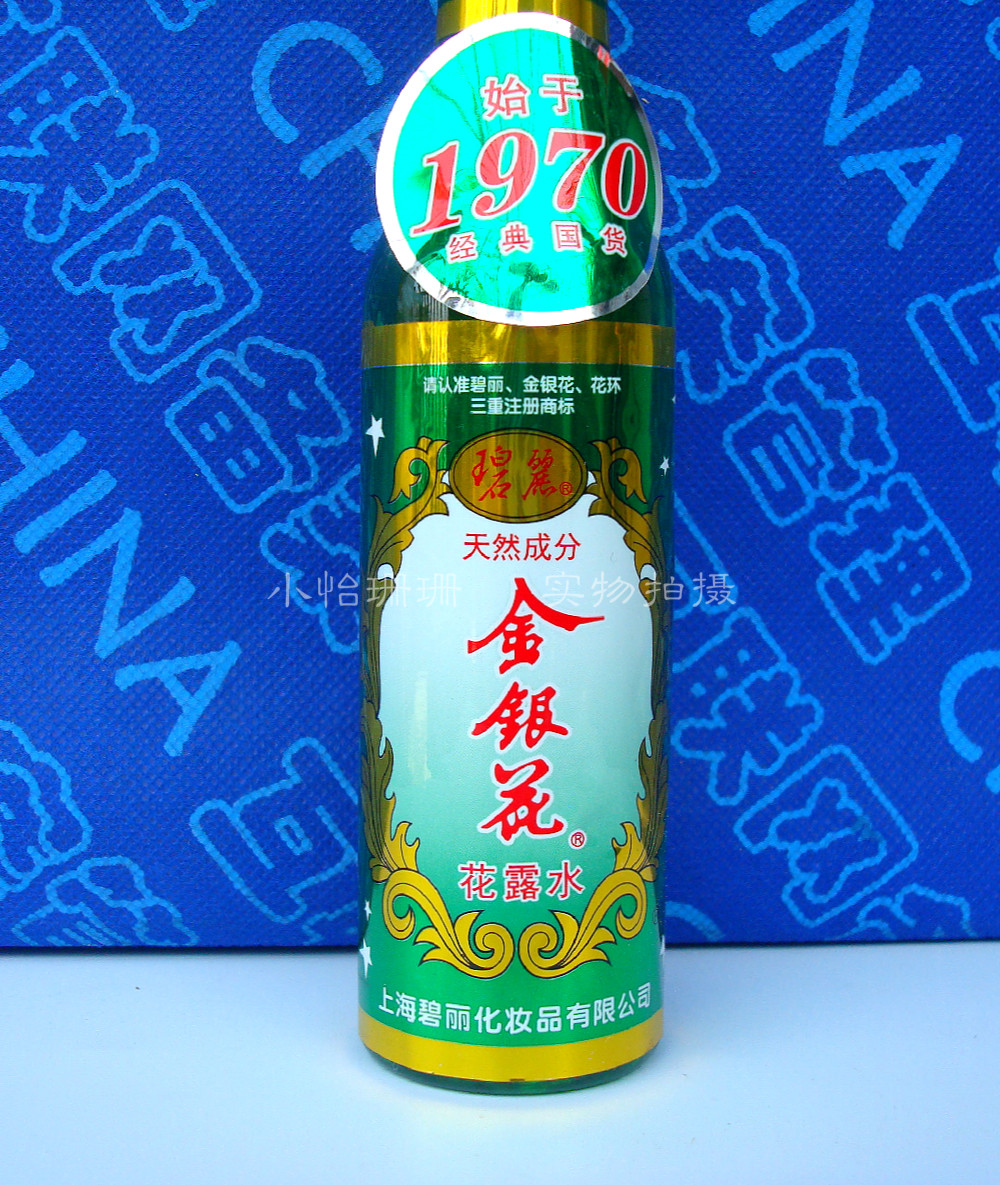 始于
1970
经典国货
请认准碧丽、金银花、花环
三重注册商标
碧麗®
天然成分
小怡珊珊 实物拍摄
金
银
花®
花露水
上海碧丽化妆品有限公司
CHINA
CHINA